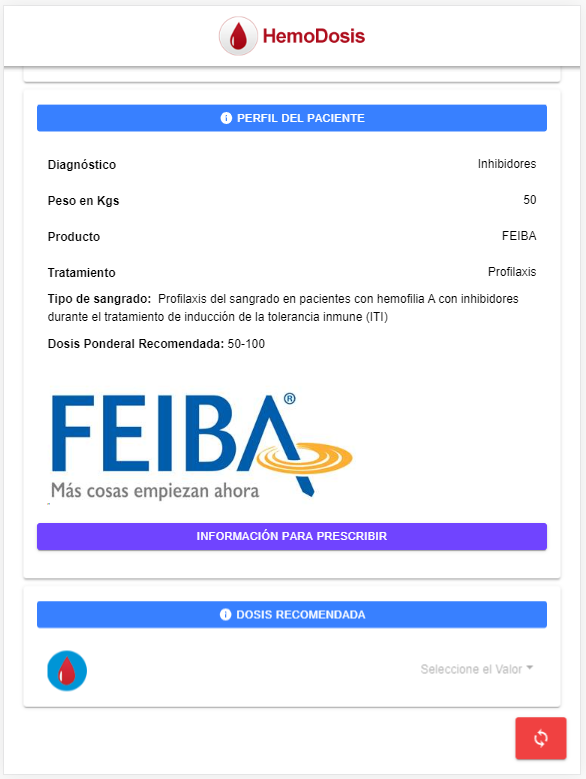 HemoDosis
PERFIL DEL PACIENTE
Diagnóstico Inhibidores
Peso en Kgs 50
Producto FEIBA
Tratamiento Profilaxis
Tipo de sangrado: Profilaxis del sangrado en pacientes con hemofilia A con inhibidores
durante el tratamiento de inducción de la tolerancia inmune (ITI)
Dosis Ponderal Recomendada: 50-100
FEIBA®
Más cosas empiezan ahora
INFORMACIÓN PARA PRESCRIBIR
DOSIS RECOMENDADA
Seleccione el Valor